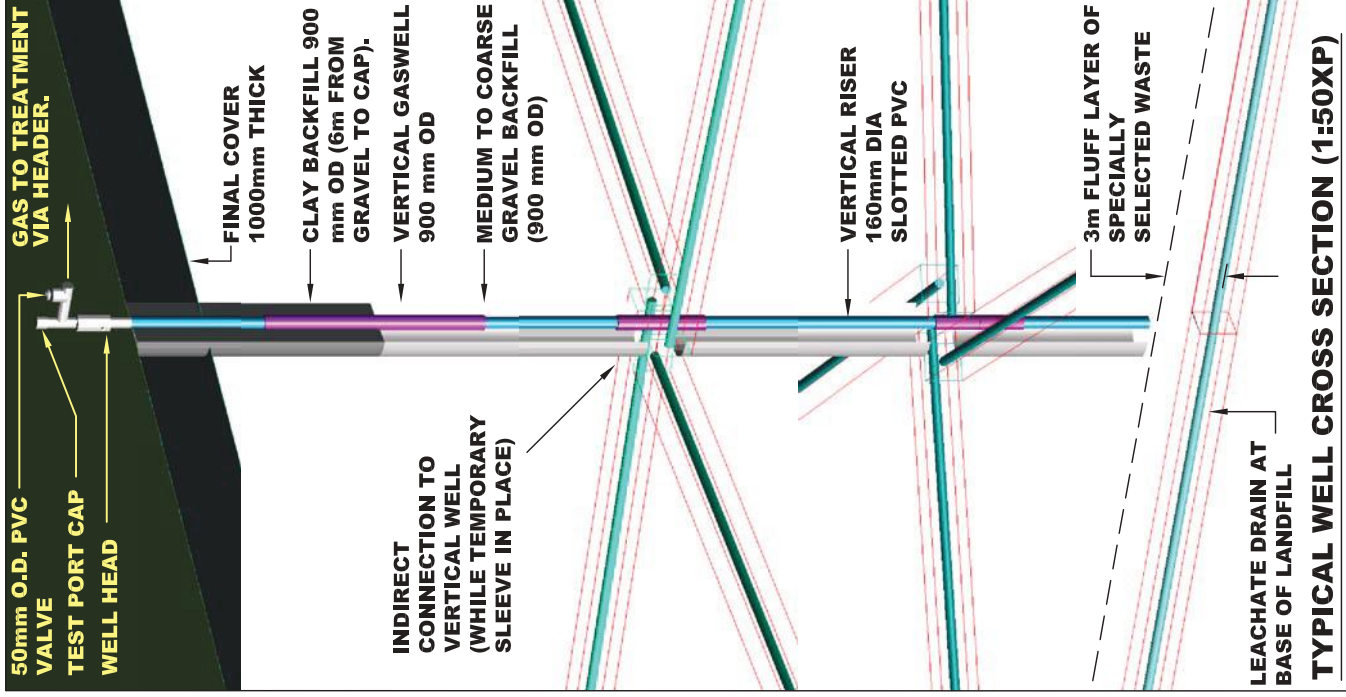 50mm O.D. PVC
VALVE
TEST PORT CAP
WELL HEAD
GAS TO TREATMENT
VIA HEADER.
FINAL COVER
1000mm THICK
CLAY BACKFILL 900
mm OD (6m FROM
GRAVEL TO CAP).
VERTICAL GASWELL
900 mm OD
MEDIUM TO COARSE
GRAVEL BACKFILL
(900 mm OD)
INDIRECT
CONNECTION TO
VERTICAL WELL
(WHILE TEMPORARY
SLEEVE IN PLACE)
VERTICAL RISER
160mm DIA
SLOTTED PVC
3m FLUFF LAYER OF
SPECIALLY
SELECTED WASTE
LEACHATE DRAIN AT
BASE OF LANDFILL
TYPICAL WELL CROSS SECTION (1:50XP)